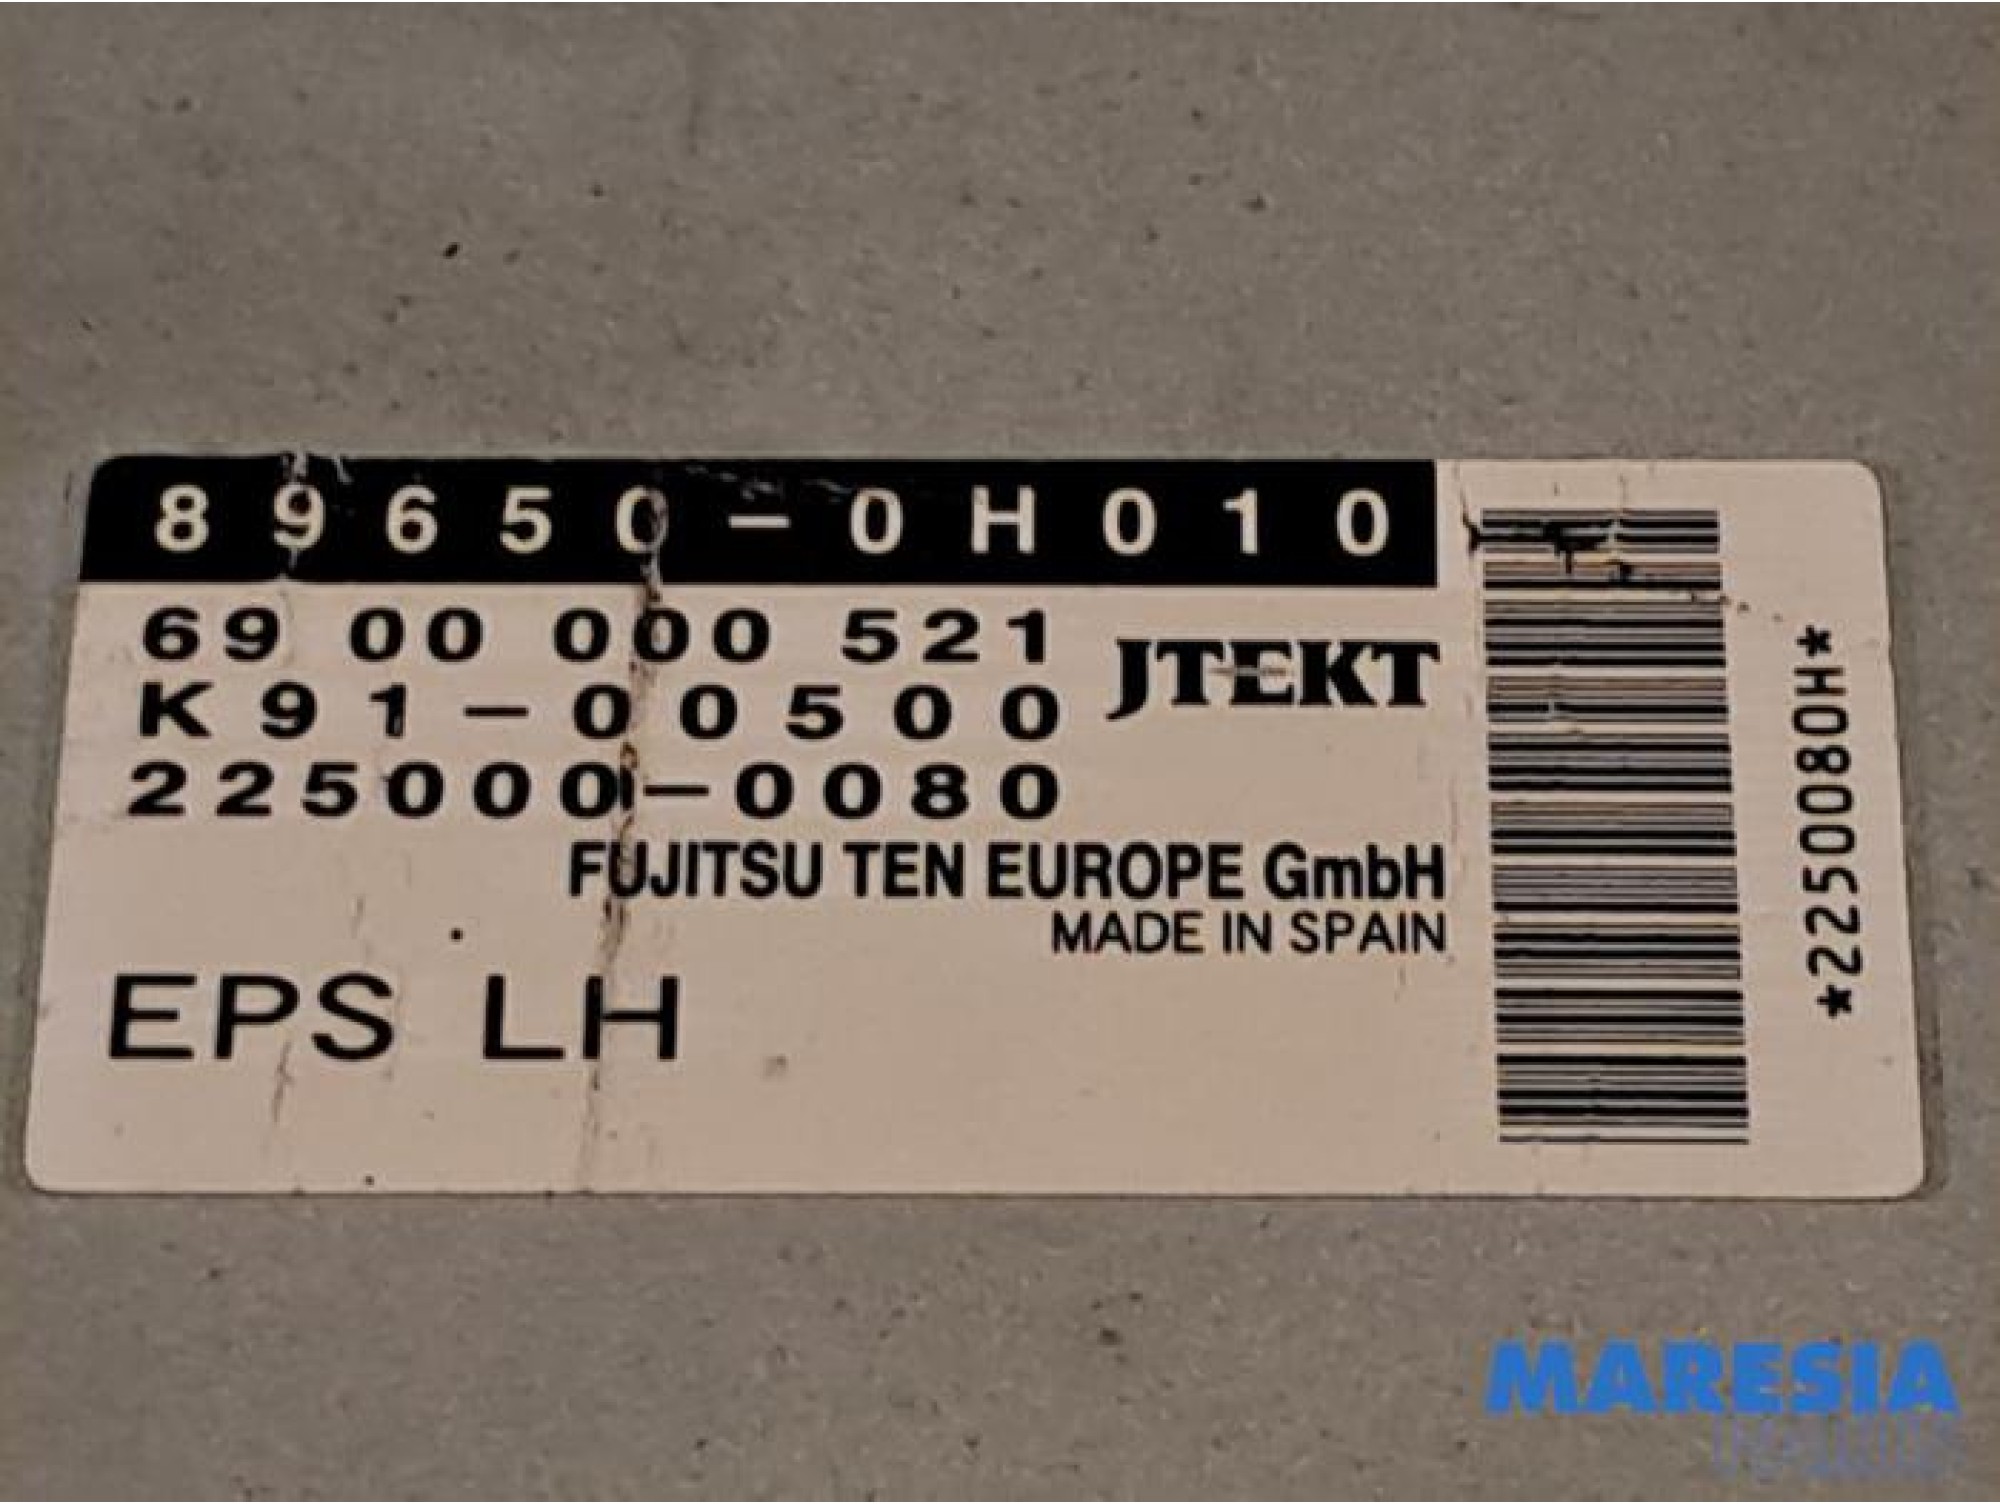 89650-0H010
69 00 000 521
K91-00500
JTEKT
225000-0080
FUJITSU TEN EUROPE GmbH
MADE IN SPAIN
EPS LH
*2250080H*
MARESIA